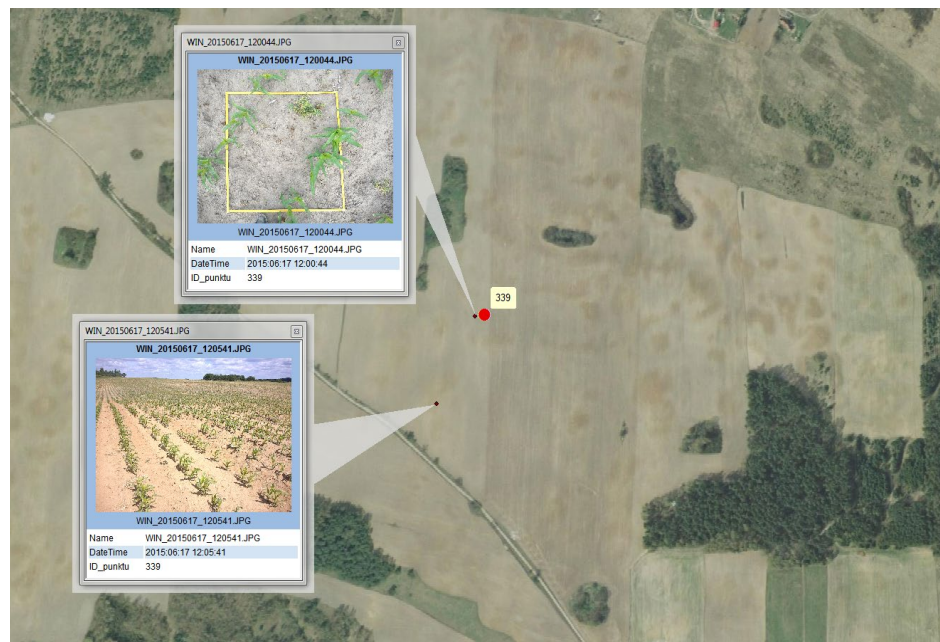 WIN_20150617_120044.JPG
WIN_20150617_120044.JPG
WIN_20150617_120044.JPG
Name WIN_20150617_120044.JPG
DateTime 2015:06:17 12:00:44
ID_punktu 339
339
WIN_20150617_120541.JPG
WIN_20150617_120541.JPG
WIN_20150617_120541.JPG
Name WIN_20150617_120541.JPG
DateTime 2015:06:17 12:05:41
ID_punktu 339